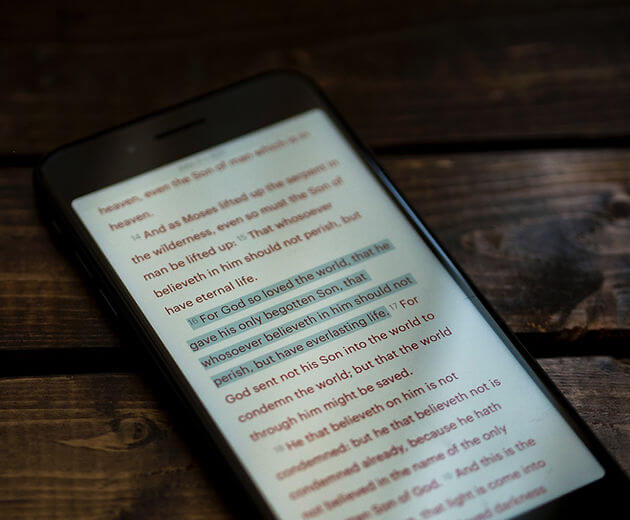 heaven, even the Son of man which is in
heaven.
14 And as Moses lifted up the serpent in
the wilderness, even so must the Son of
man be lifted up: 15 That whosoever
believeth in him should not perish, but
have eternal life.
16 For God so loved the world, that he
gave his only begotten Son, that
whosoever believeth in him should not
perish, but have everlasting life. 17 For
God sent not his Son into the world to
condemn the world; but that the world
through him might be saved.
18 He that believeth on him is not
condemned: but he that believeth not is
condemned already, because he hath
not believed in the name of the only
Son of God. 19 And this is the
that light is come into
darkness